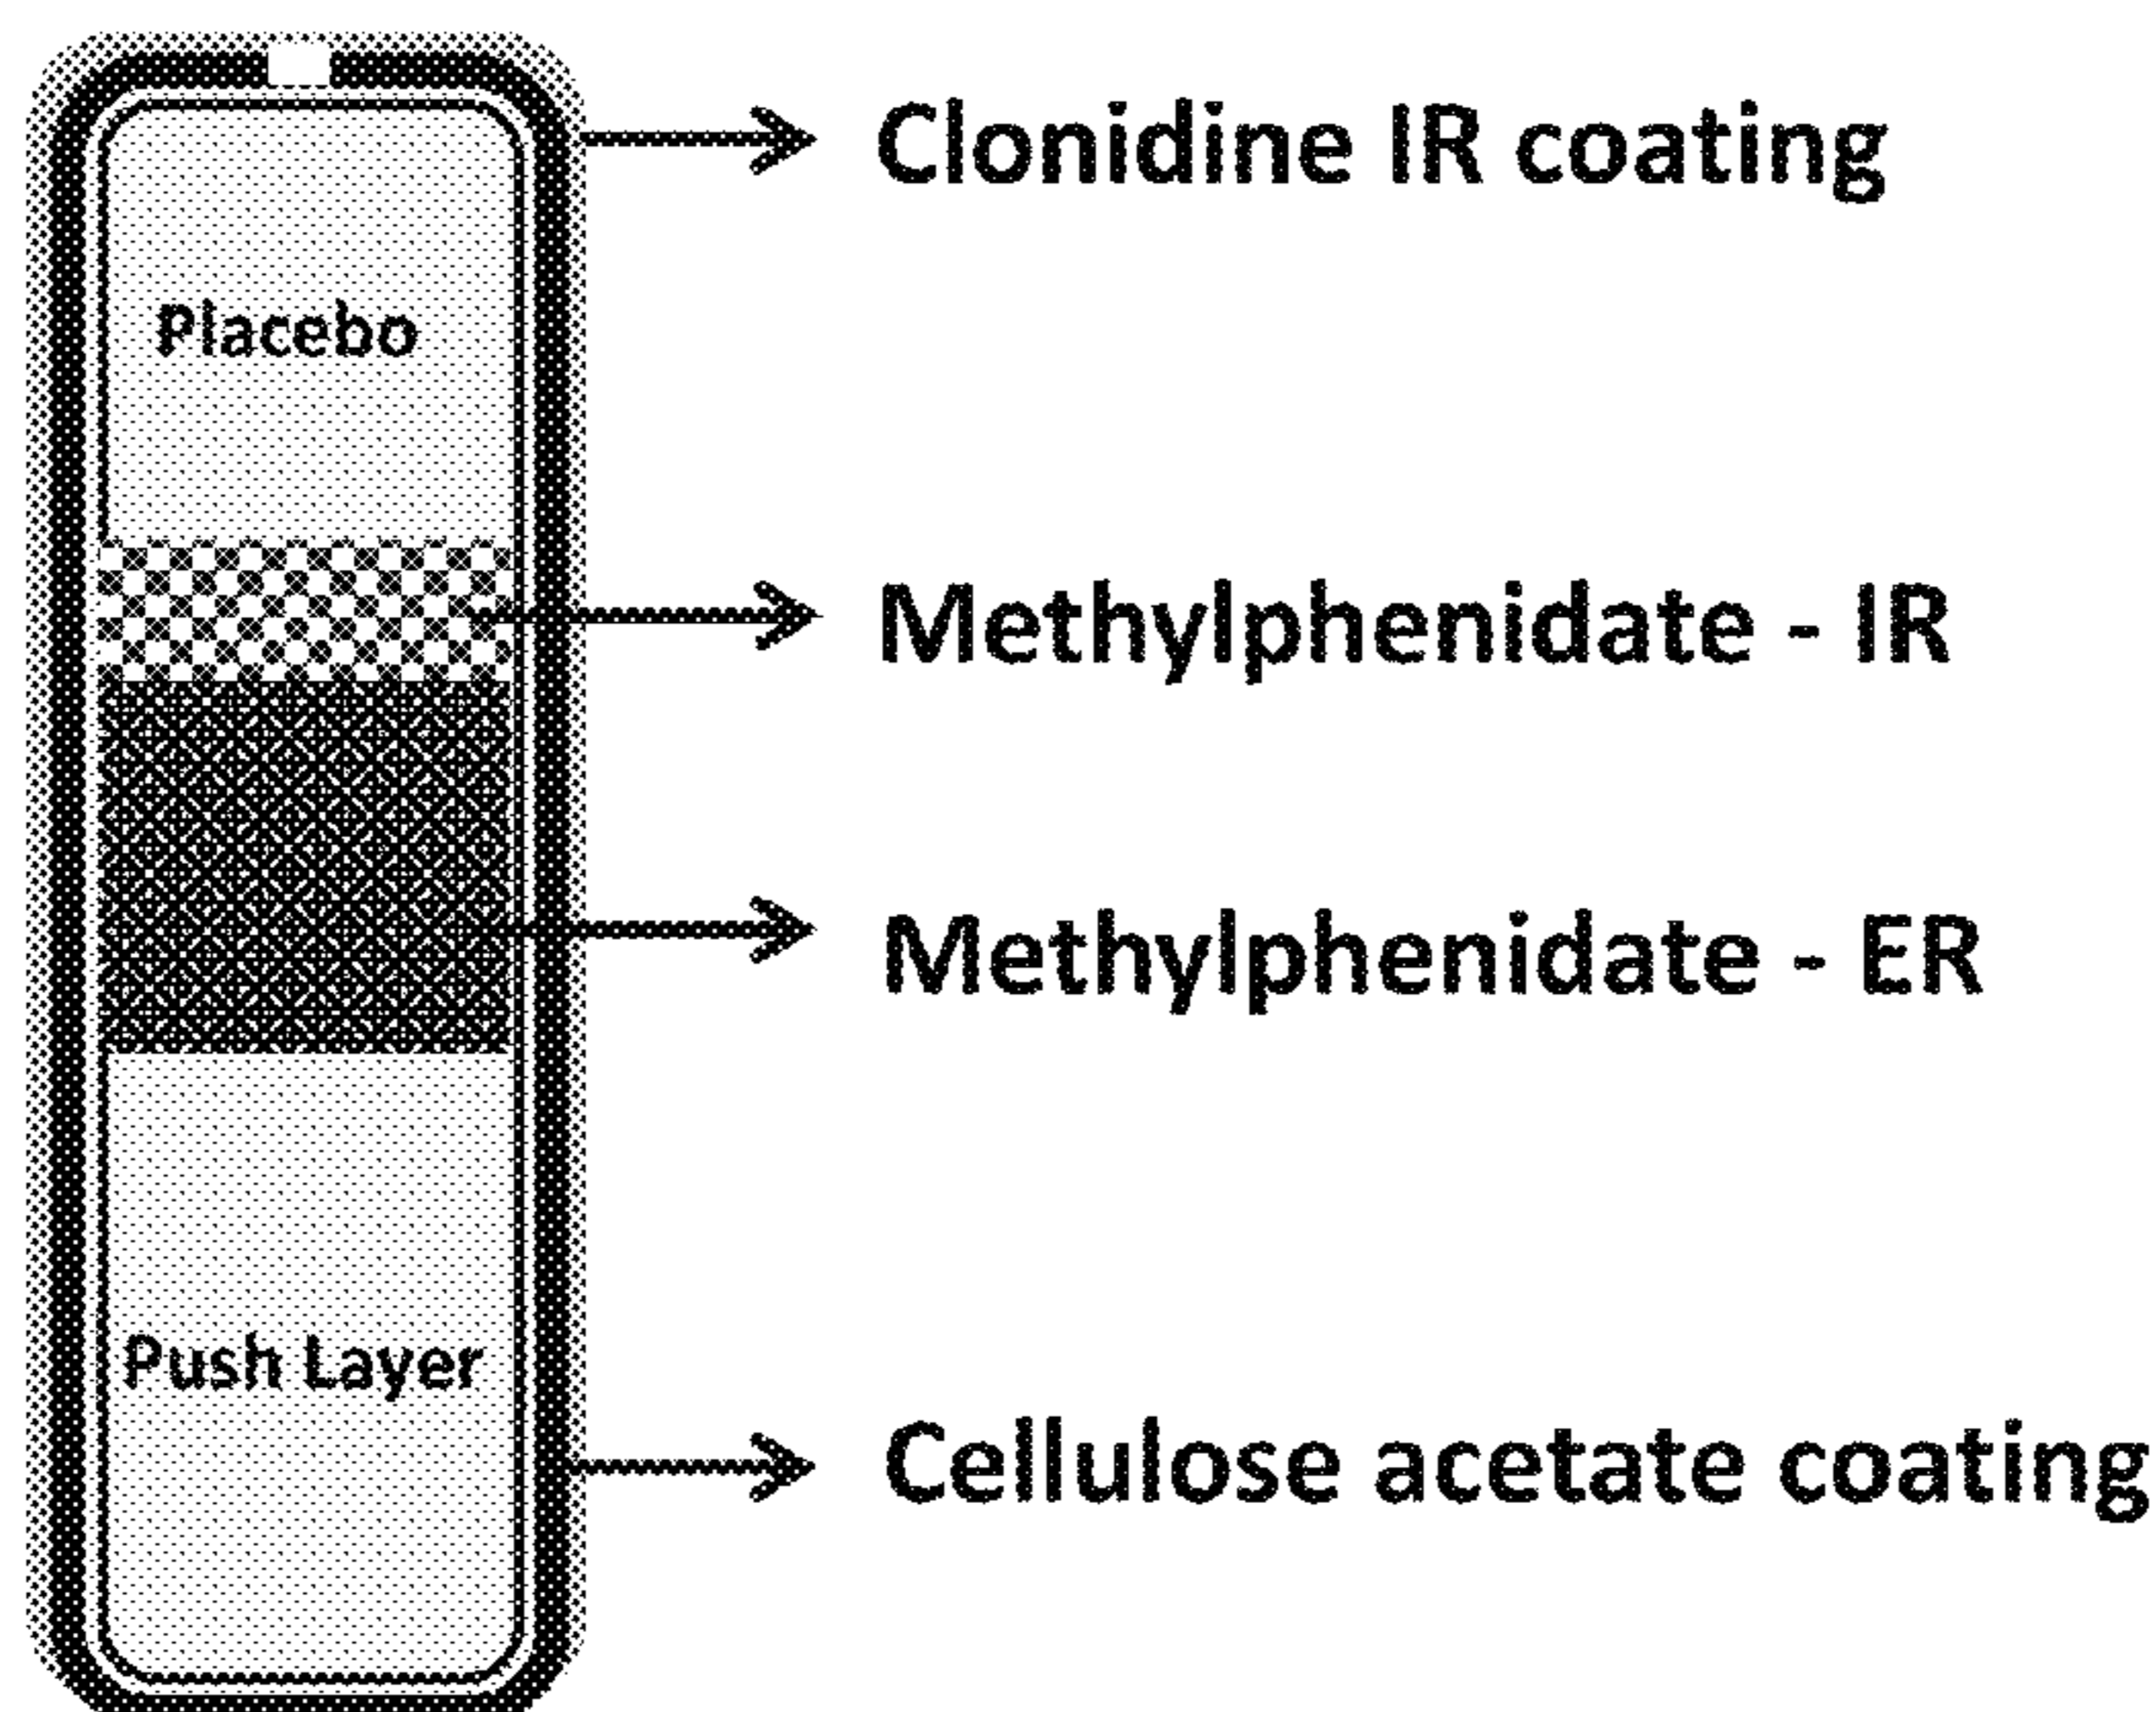 Clonidine IR coating
Placebo
Methylphenidate - IR
Methylphenidate - ER
Push Layer
Cellulose acetate coating